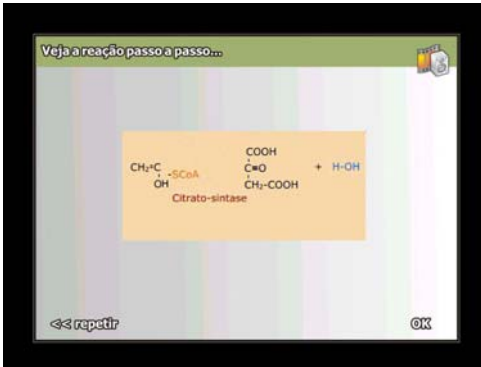 Veja a reação passo a passo...
COOH
CH₂=C -SCoA C=O + H-OH
OH CH₂-COOH
Citrato-sintase
<< repetir OK